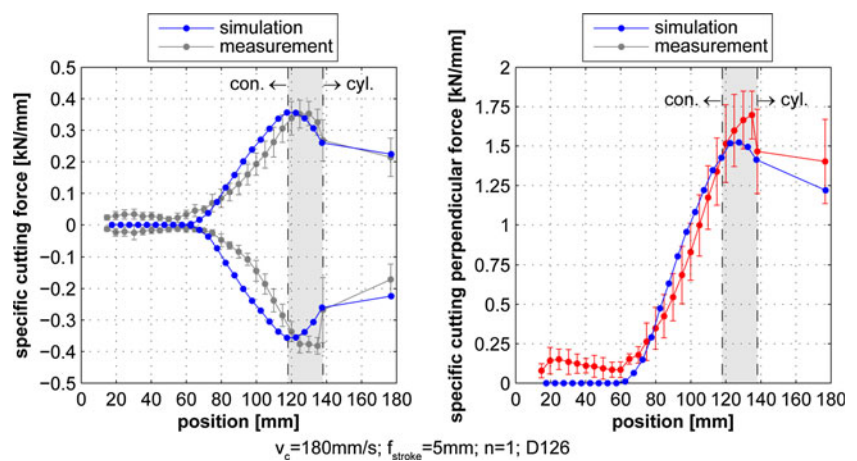 simulation
measurement
specific cutting force [kN/mm]
0.5
0.4
0.3
0.2
0.1
0
−0.1
−0.2
−0.3
−0.4
−0.5
con.
cyl.
0 20 40 60 80 100 120 140 160 180
position [mm]
simulation
measurement
specific cutting perpendicular force [kN/mm]
2
1.75
1.5
1.25
1
0.75
0.5
0.25
0
con.
cyl.
0 20 40 60 80 100 120 140 160 180
position [mm]
v_c=180mm/s; f_stroke=5mm; n=1; D126